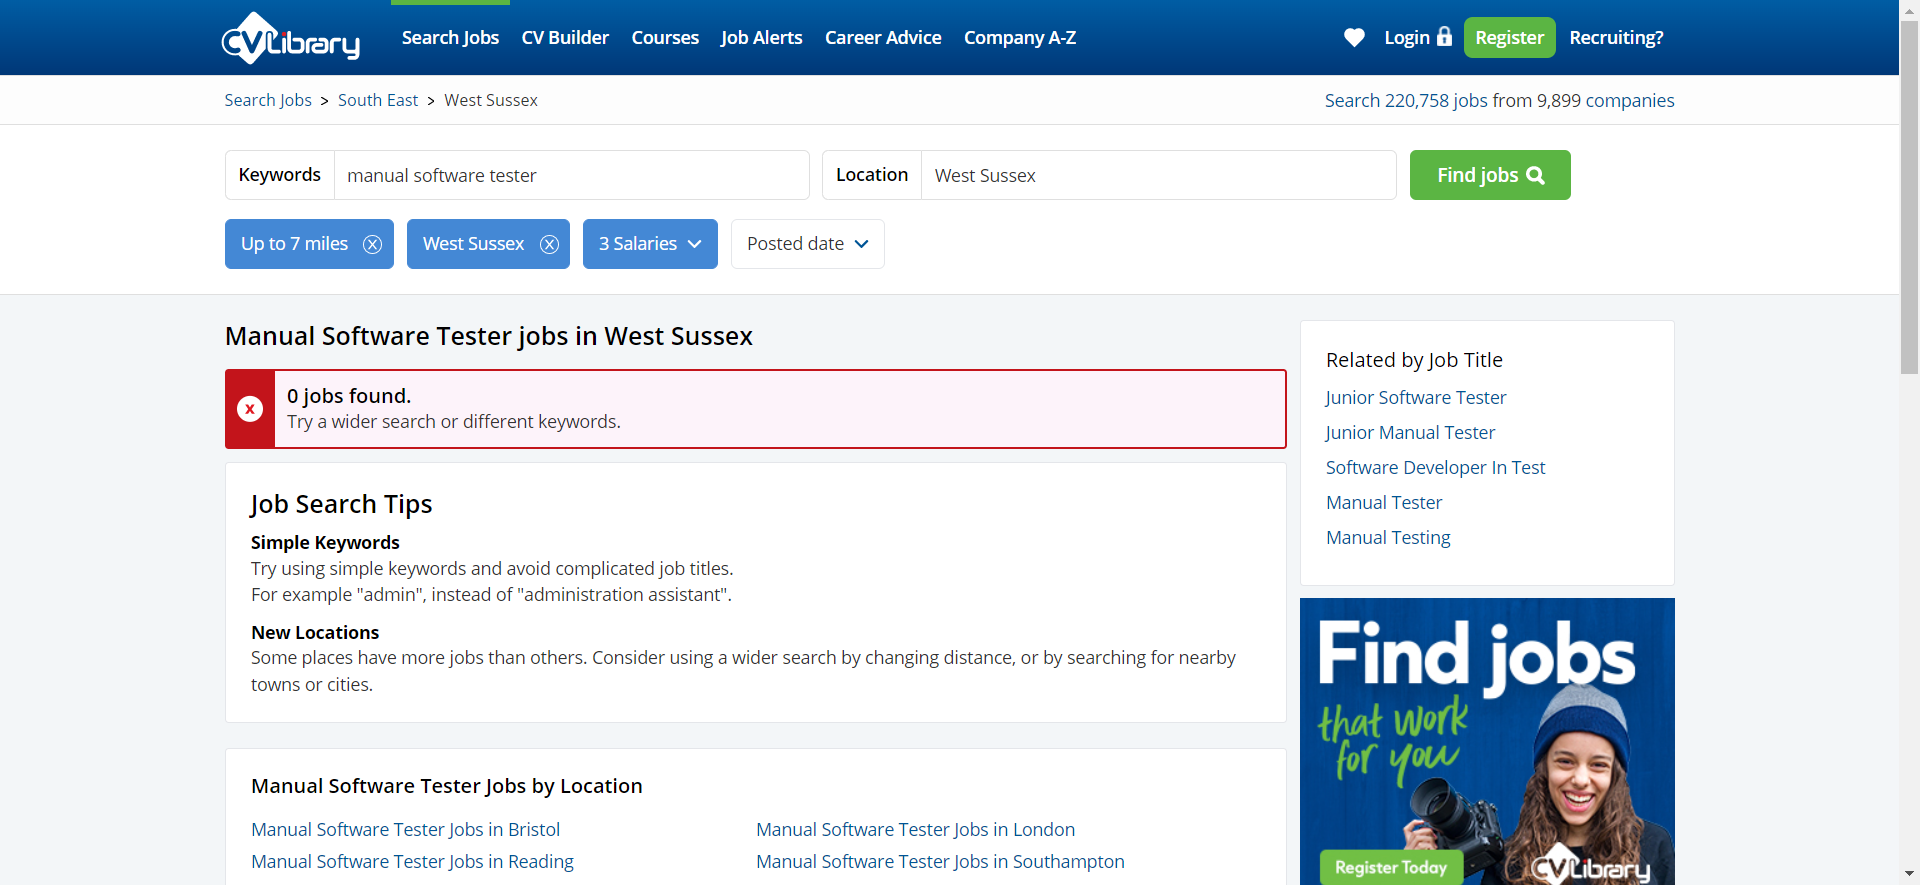 CVLibrary
Search Jobs
CV Builder
Courses
Job Alerts
Career Advice
Company A-Z
Login
Register
Recruiting?
Search Jobs > South East > West Sussex
Search 220,758 jobs from 9,899 companies
Keywords manual software tester
Location West Sussex
Find jobs
Up to 7 miles
West Sussex
3 Salaries
Posted date
Manual Software Tester jobs in West Sussex
x
0 jobs found.
Try a wider search or different keywords.
Job Search Tips
Simple Keywords
Try using simple keywords and avoid complicated job titles.
For example "admin", instead of "administration assistant".
New Locations
Some places have more jobs than others. Consider using a wider search by changing distance, or by searching for nearby
towns or cities.
Manual Software Tester Jobs by Location
Manual Software Tester Jobs in Bristol
Manual Software Tester Jobs in London
Manual Software Tester Jobs in Reading
Manual Software Tester Jobs in Southampton
Related by Job Title
Junior Software Tester
Junior Manual Tester
Software Developer In Test
Manual Tester
Manual Testing
Find jobs
that work
for you
Register Today
CVLibrary